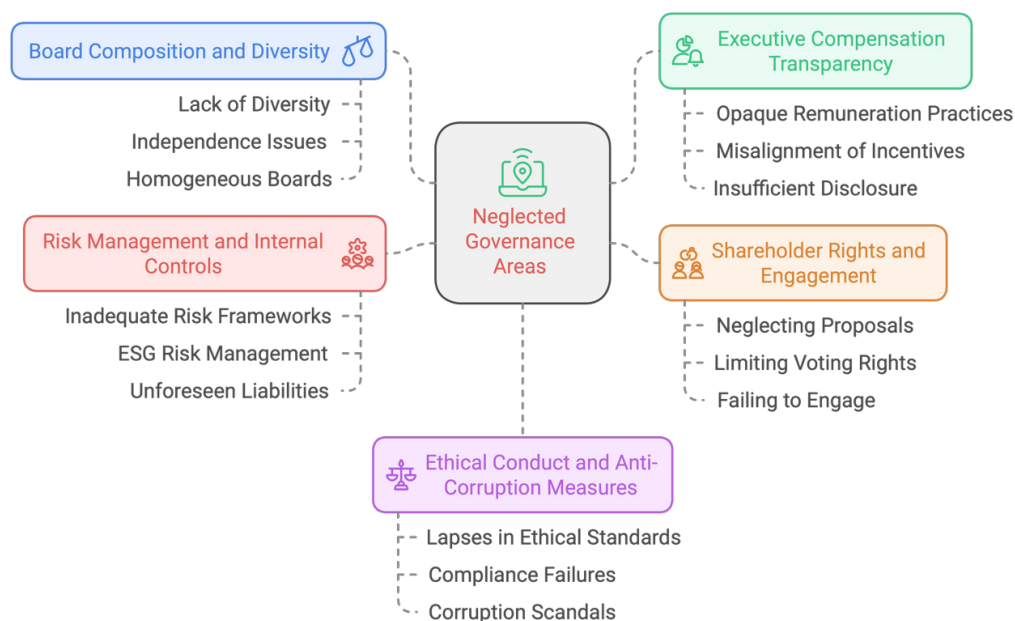 Board Composition and Diversity
Lack of Diversity
Independence Issues
Homogeneous Boards
Risk Management and Internal
Controls
Inadequate Risk Frameworks
ESG Risk Management
Unforeseen Liabilities
Neglected
Governance
Areas
Executive Compensation
Transparency
Opaque Remuneration Practices
Misalignment of Incentives
Insufficient Disclosure
Shareholder Rights and
Engagement
Neglecting Proposals
Limiting Voting Rights
Failing to Engage
Ethical Conduct and Anti-
Corruption Measures
Lapses in Ethical Standards
Compliance Failures
Corruption Scandals